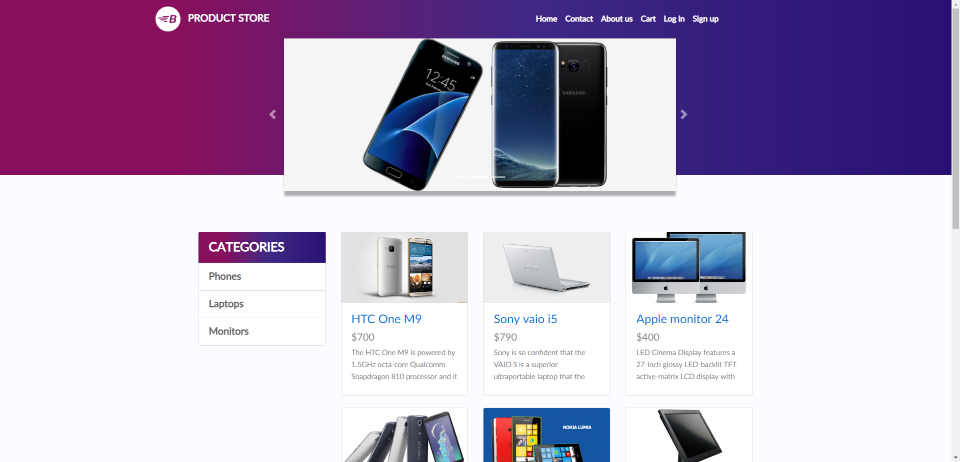 B PRODUCT STORE
Home Contact About us Cart Log in Sign up
SAMSUNG
12:45
SAMSUNG
CATEGORIES
Phones
Laptops
Monitors
HTC One M9
$700
The HTC One M9 is powered by
1.5GHz octa-core Qualcomm
Snapdragon 810 processor and it
Sony vaio i5
$790
Sony is so confident that the
VAIO S is a superior
ultraportable laptop that the
Apple monitor 24
$400
LED Cinema Display features a
27-inch glossy LED-backlit TFT
active-matrix LCD display with
NOKIA LUMIA